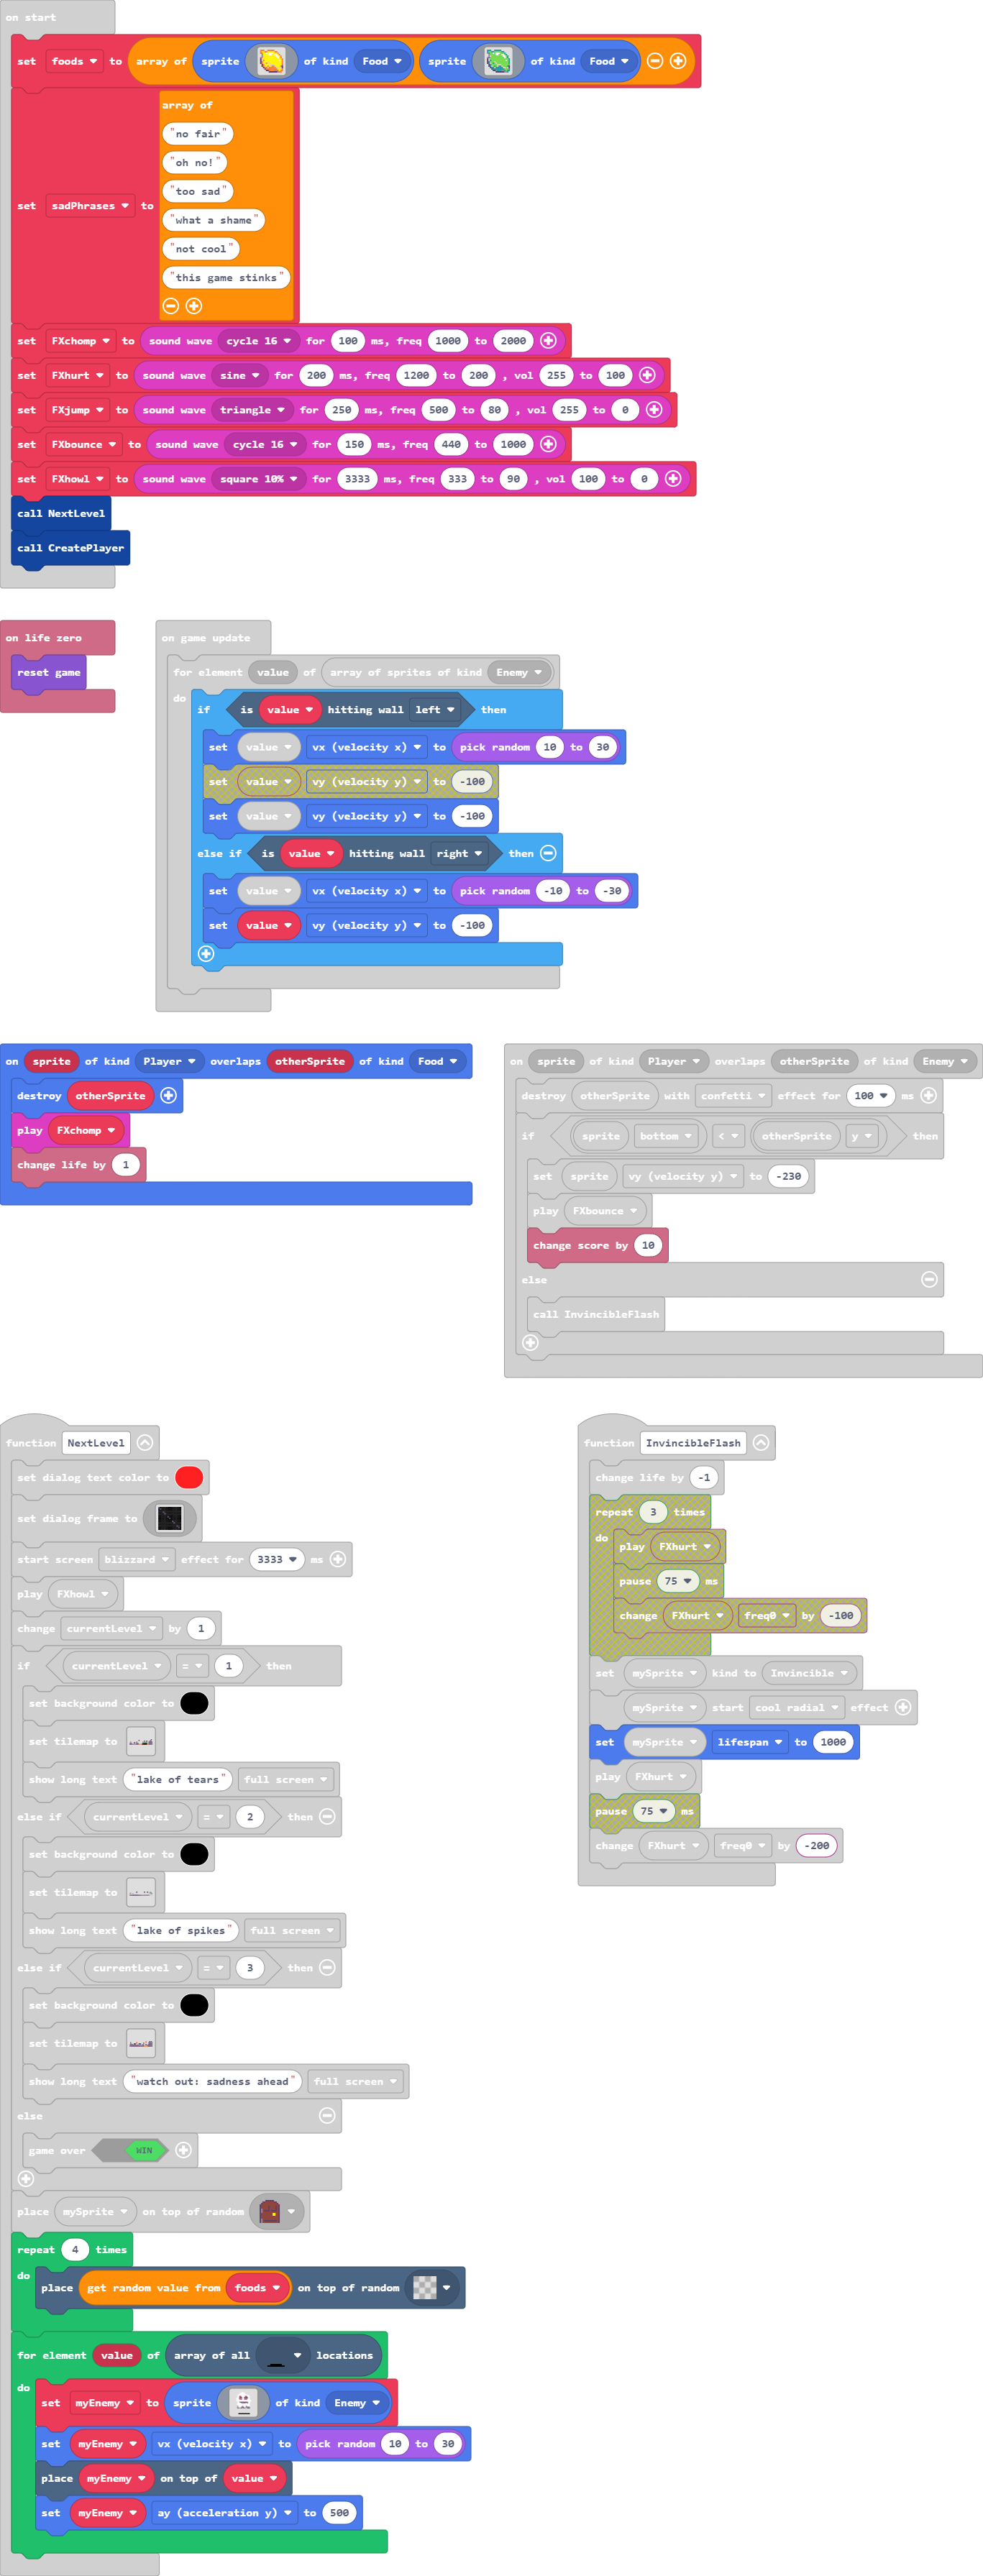 on start
set foods to array of sprite of kind Food sprite of kind Food
array of
"no fair"
"oh no!"
"too sad"
set sadPhrases to
"what a shame"
"not cool"
"this game stinks"
set FXchomp to sound wave cycle 16 for 100 ms, freq 1000 to 2000
set FXhurt to sound wave sine for 200 ms, freq 1200 to 200 , vol 255 to 100
set FXjump to sound wave triangle for 250 ms, freq 500 to 80 , vol 255 to 0
set FXbounce to sound wave cycle 16 for 150 ms, freq 440 to 1000
set FXhowl to sound wave square 10% for 3333 ms, freq 333 to 90 , vol 100 to 0
call NextLevel
call CreatePlayer
on life zero
reset game
on game update
for element value of array of sprites of kind Enemy
do
if is value hitting wall left then
set value vx (velocity x) to pick random 10 to 30
set value vy (velocity y) to -100
set value vy (velocity y) to -100
else if is value hitting wall right then
set value vx (velocity x) to pick random -10 to -30
set value vy (velocity y) to -100
on sprite of kind Player overlaps otherSprite of kind Food
destroy otherSprite
play FXchomp
change life by 1
on sprite of kind Player overlaps otherSprite of kind Enemy
destroy otherSprite with confetti effect for 100 ms
if sprite bottom < otherSprite y then
set sprite vy (velocity y) to -230
play FXbounce
change score by 10
else
call InvincibleFlash
function NextLevel
set dialog text color to
set dialog frame to
start screen blizzard effect for 3333 ms
play FXhowl
change currentLevel by 1
if currentLevel = 1 then
set background color to
set tilemap to
show long text "lake of tears" full screen
else if currentLevel = 2 then
set background color to
set tilemap to
show long text "lake of spikes" full screen
else if currentLevel = 3 then
set background color to
set tilemap to
show long text "watch out: sadness ahead" full screen
else
game over WIN
place mySprite on top of random
repeat 4 times
do
place get random value from foods on top of random
for element value of array of all locations
do
set myEnemy to sprite of kind Enemy
set myEnemy vx (velocity x) to pick random 10 to 30
place myEnemy on top of value
set myEnemy ay (acceleration y) to 500
function InvincibleFlash
change life by -1
repeat 3 times
do
play FXhurt
pause 75 ms
change FXhurt freq0 by -100
set mySprite kind to Invincible
mySprite start cool radial effect
set mySprite lifespan to 1000
play FXhurt
pause 75 ms
change FXhurt freq0 by -200